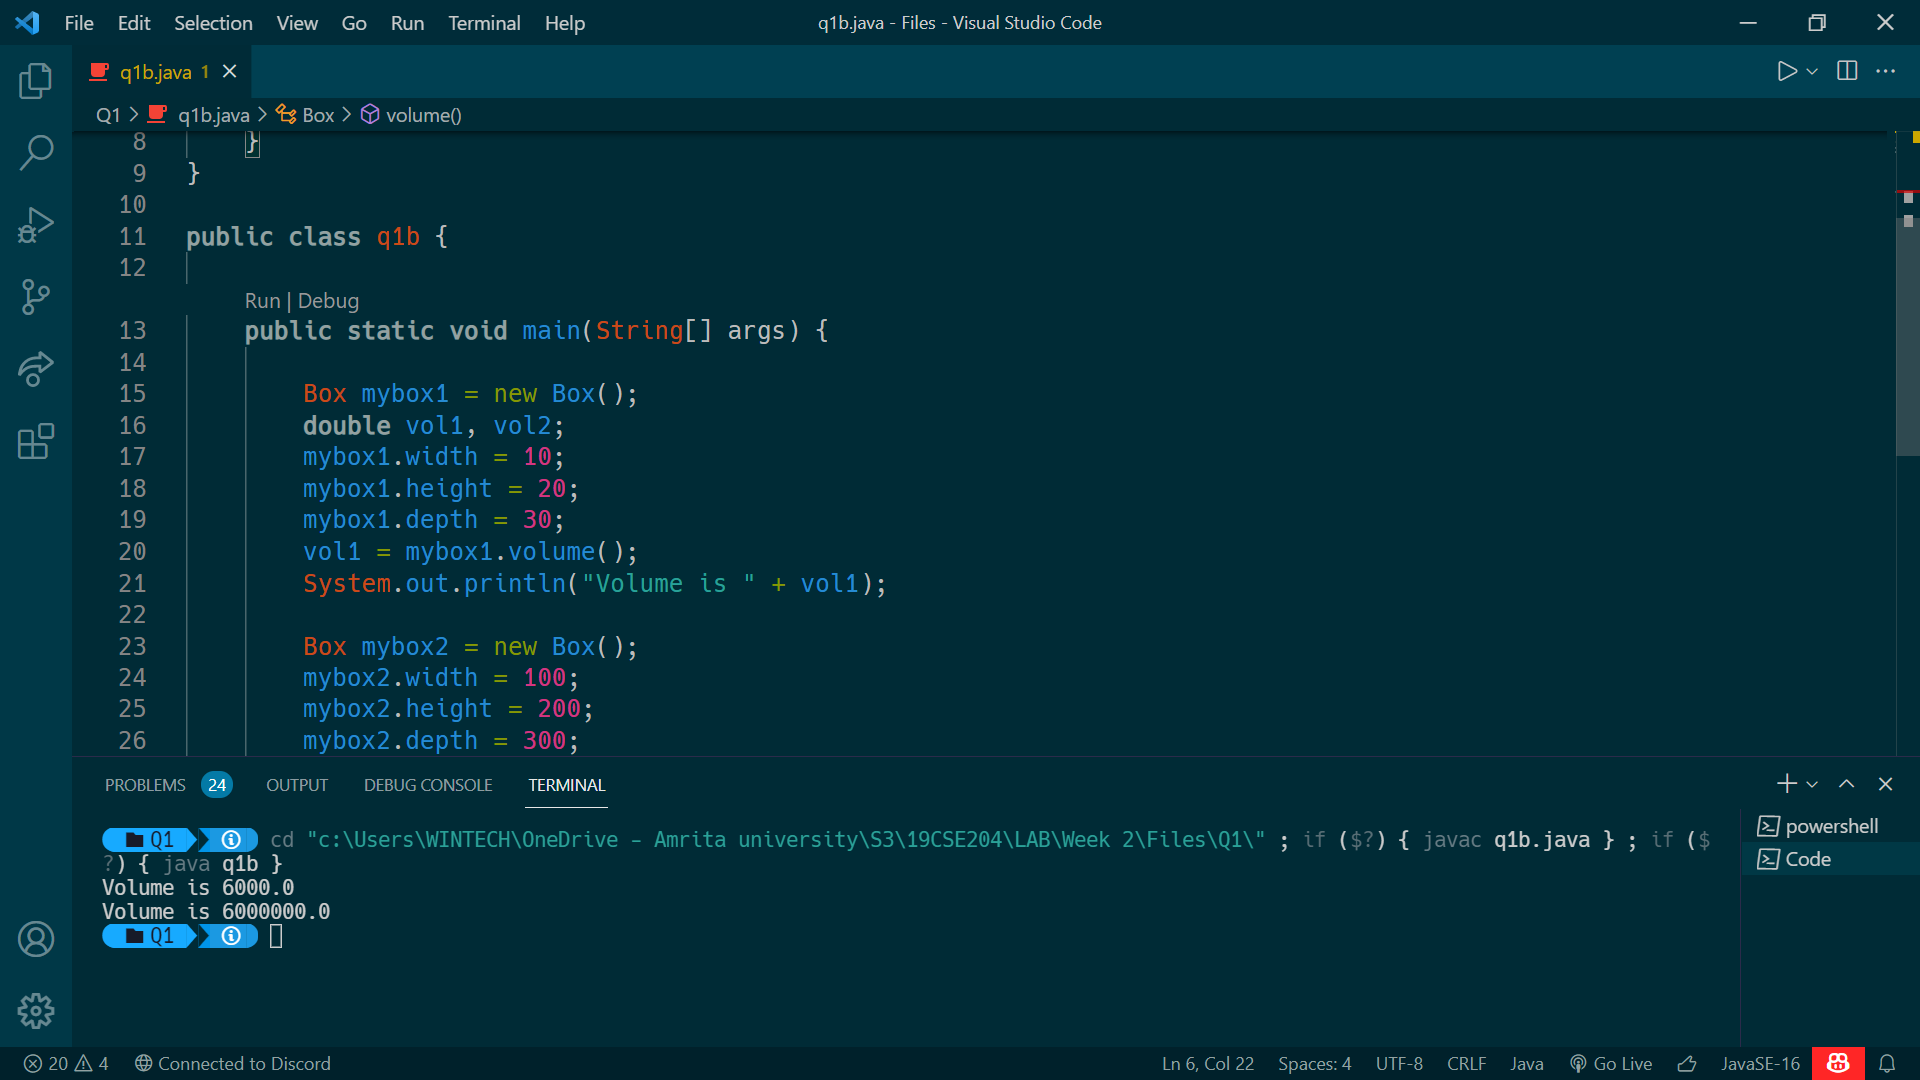 File Edit Selection View Go Run Terminal Help
q1b.java - Files - Visual Studio Code
q1b.java 1
Q1 > q1b.java > Box > volume()
8 }
9 }
10
11 public class q1b {
12
Run | Debug
13 public static void main(String[] args) {
14
15 Box mybox1 = new Box();
16 double vol1, vol2;
17 mybox1.width = 10;
18 mybox1.height = 20;
19 mybox1.depth = 30;
20 vol1 = mybox1.volume();
21 System.out.println("Volume is " + vol1);
22
23 Box mybox2 = new Box();
24 mybox2.width = 100;
25 mybox2.height = 200;
26 mybox2.depth = 300;
PROBLEMS 24 OUTPUT DEBUG CONSOLE TERMINAL
Q1 cd "c:\Users\WINTECH\OneDrive - Amrita university\S3\19CSE204\LAB\Week 2\Files\Q1\" ; if ($?) { javac q1b.java } ; if ($
?) { java q1b }
Volume is 6000.0
Volume is 6000000.0
Q1
powershell
Code
20 4 Connected to Discord Ln 6, Col 22 Spaces: 4 UTF-8 CRLF Java Go Live JavaSE-16